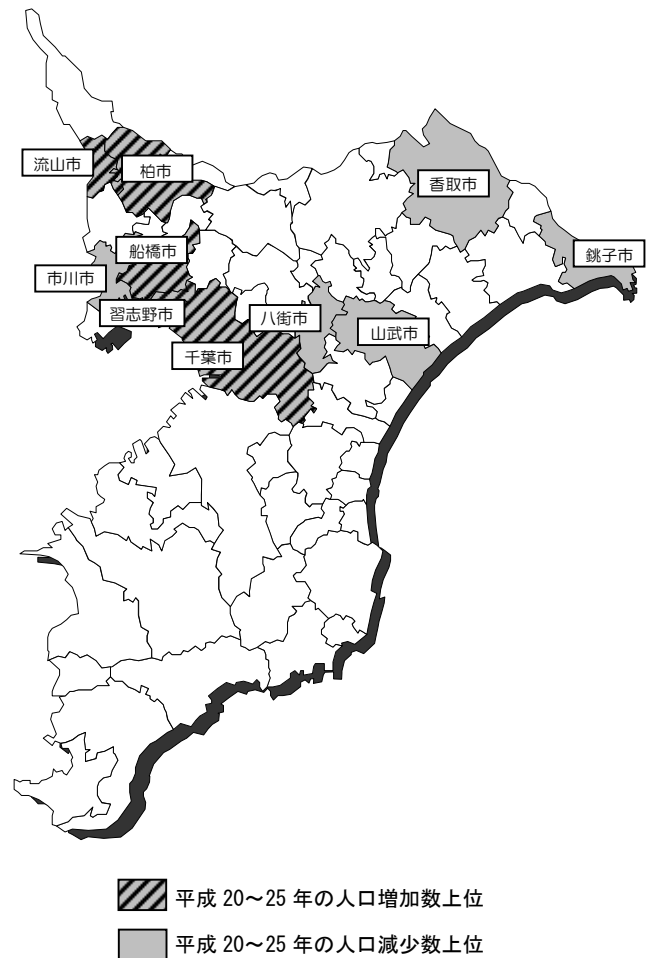 流山市
柏市
香取市
船橋市
銚子市
市川市
習志野市
八街市
山武市
千葉市
平成 20~25 年の人口増加数上位
平成 20~25 年の人口減少数上位